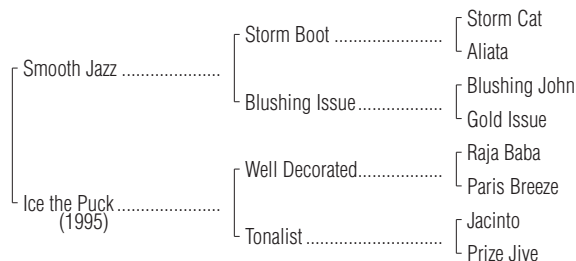 Storm Cat
Storm Boot ........................
Aliata
Smooth Jazz ......................
Blushing John
Blushing Issue...................
Gold Issue
Raja Baba
Well Decorated...................
Paris Breeze
Ice the Puck .......................
(1995)
Jacinto
Tonalist ..............................
Prize Jive